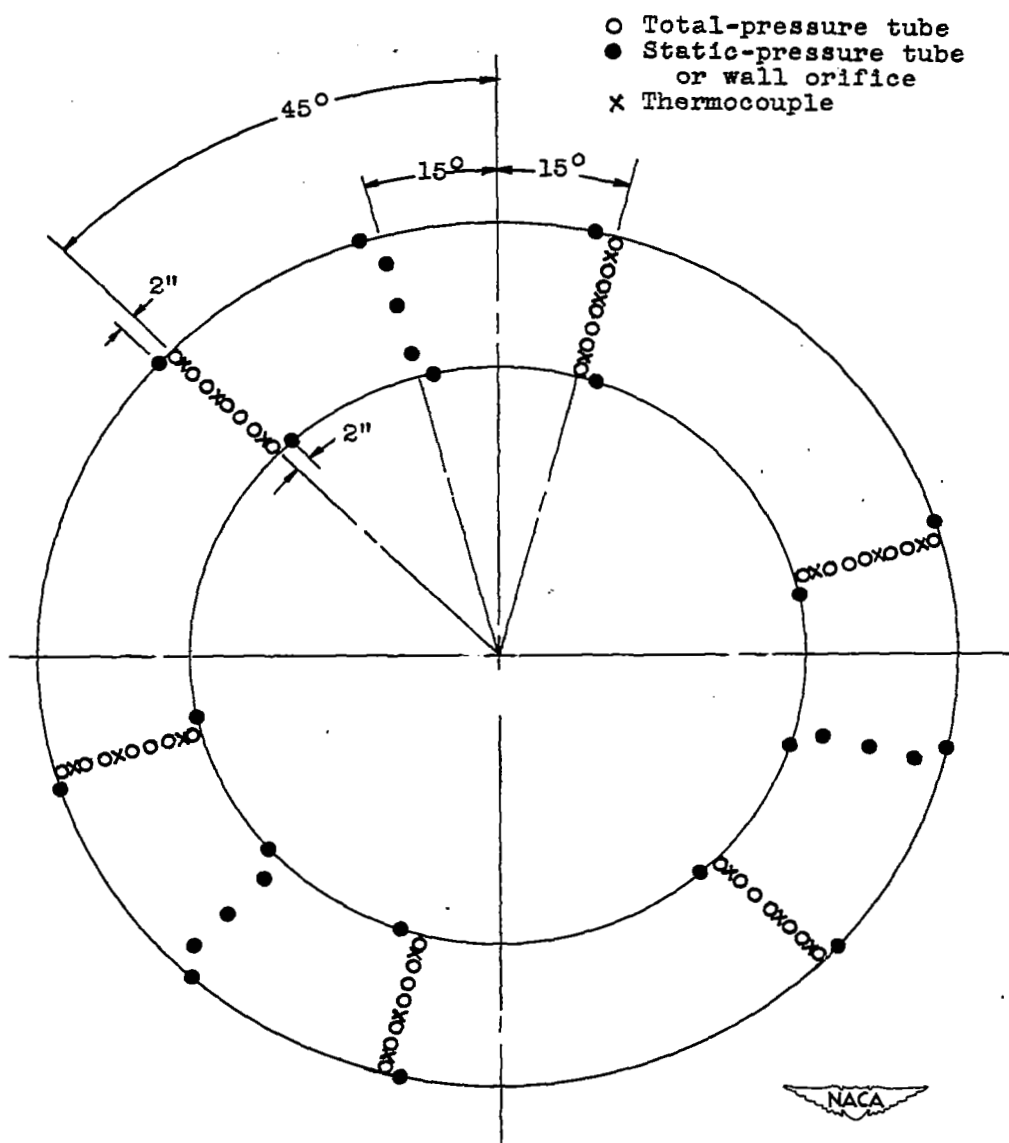 o Total-pressure tube
● Static-pressure tube
or wall orifice
x Thermocouple
45°
15° 15°
2"
2"
NACA